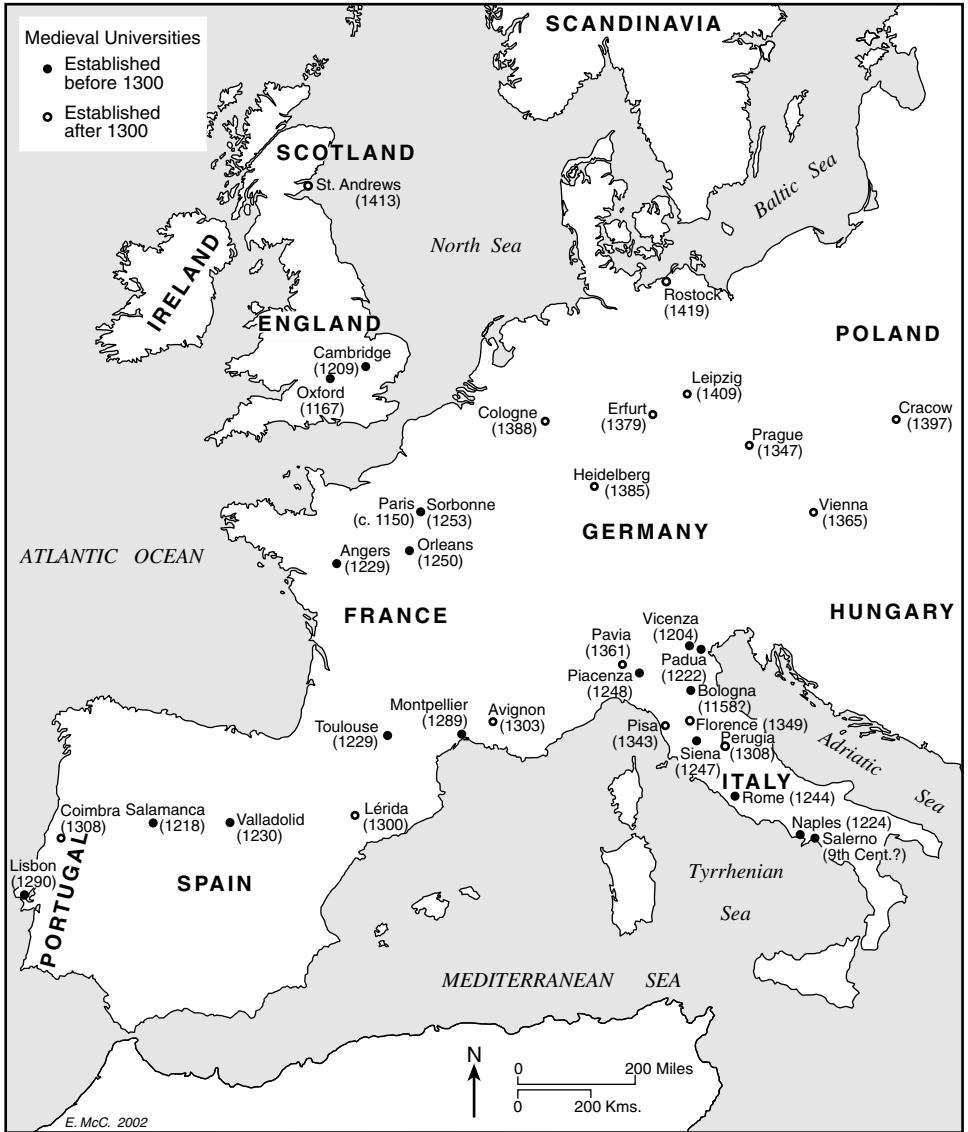 Medieval Universities
Established
before 1300
Established
after 1300
SCANDINAVIA
SCOTLAND
St. Andrews
(1413)
North Sea
Baltic Sea
IRELAND
ENGLAND
Cambridge
(1209)
Oxford
(1167)
Rostock
(1419)
POLAND
Leipzig
(1409)
Erfurt
(1379)
Cologne
(1388)
Cracow
(1397)
Prague
(1347)
Heidelberg
(1385)
Vienna
(1365)
Paris
(c. 1150)
Sorbonne
(1253)
GERMANY
ATLANTIC OCEAN
Angers
(1229)
Orleans
(1250)
FRANCE
HUNGARY
Vicenza
(1204)
Pavia
(1361)
Padua
(1222)
Piacenza
(1248)
Bologna
(1158?)
Montpellier
(1289)
Avignon
(1303)
Toulouse
(1229)
Pisa
(1343)
Florence (1349)
Perugia
(1308)
Siena
(1247)
Adriatic
Sea
ITALY
Rome (1244)
Coimbra
(1308)
Salamanca
(1218)
Valladolid
(1230)
Lérida
(1300)
Naples (1224)
Salerno
(9th Cent.?)
Lisbon
(1290)
PORTUGAL
SPAIN
Tyrrhenian
Sea
MEDITERRANEAN SEA
N
0
200 Miles
0
200 Kms.
E. McC. 2002